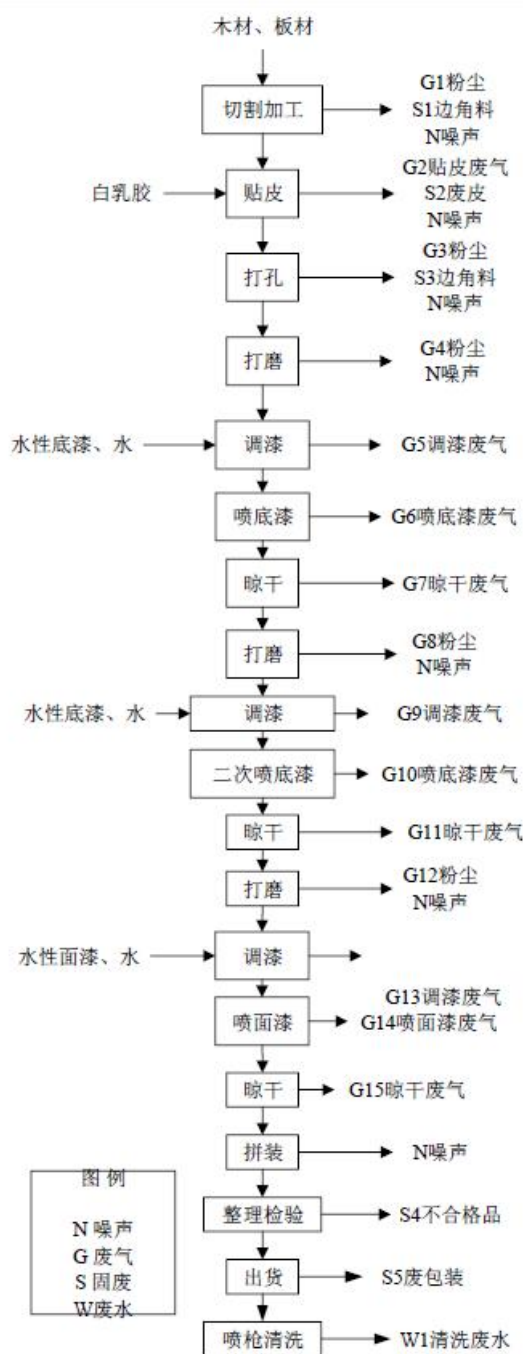 木材、板材
切割加工
G1粉尘
S1边角料
N噪声
白乳胶
贴皮
G2贴皮废气
S2废皮
N噪声
打孔
G3粉尘
S3边角料
N噪声
打磨
G4粉尘
N噪声
水性底漆、水
调漆
G5调漆废气
喷底漆
G6喷底漆废气
晾干
G7晾干废气
打磨
G8粉尘
N噪声
水性底漆、水
调漆
G9调漆废气
二次喷底漆
G10喷底漆废气
晾干
G11晾干废气
打磨
G12粉尘
N噪声
水性面漆、水
调漆
G13调漆废气
喷面漆
G14喷面漆废气
晾干
G15晾干废气
拼装
N噪声
整理检验
S4不合格品
出货
S5废包装
喷枪清洗
W1清洗废水
图 例
N 噪声
G 废气
S 固废
W废水